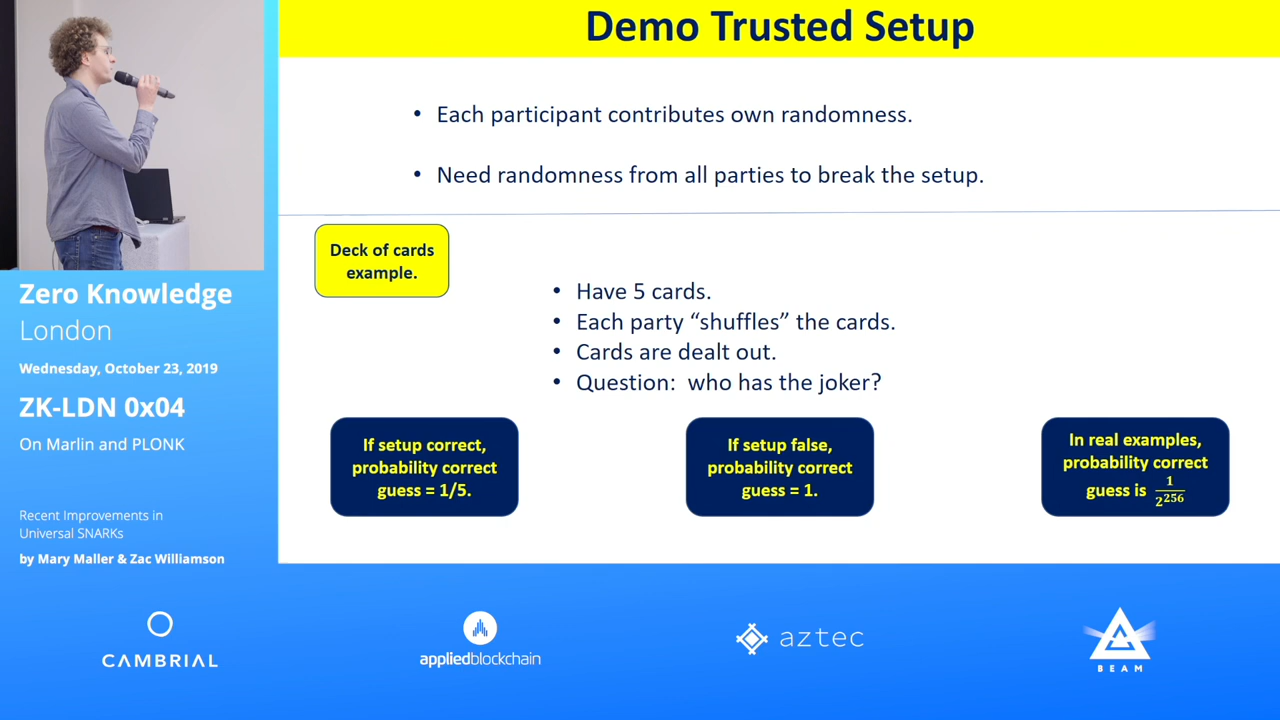 Demo Trusted Setup
• Each participant contributes own randomness.
• Need randomness from all parties to break the setup.
Deck of cards
example.
• Have 5 cards.
• Each party “shuffles” the cards.
• Cards are dealt out.
• Question:  who has the joker?
If setup correct,
probability correct
guess = 1/5.
If setup false,
probability correct
guess = 1.
In real examples,
probability correct
guess is 1/2^256
Zero Knowledge
London
Wednesday, October 23, 2019
ZK-LDN 0x04
On Marlin and PLONK
Recent Improvements in
Universal SNARKs
by Mary Maller & Zac Williamson
CAMBRIAL
appliedblockchain
aztec
BEAM